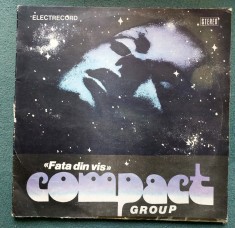 ELECTRECORD
STEREO
«Fata din vis»
compact
GROUP